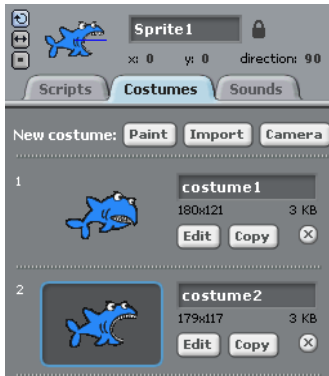 Sprite1
x: 0 y: 0 direction: 90
Scripts Costumes Sounds
New costume: Paint Import Camera
1
costume1
180x121 3 KB
Edit Copy
2
costume2
179x117 3 KB
Edit Copy